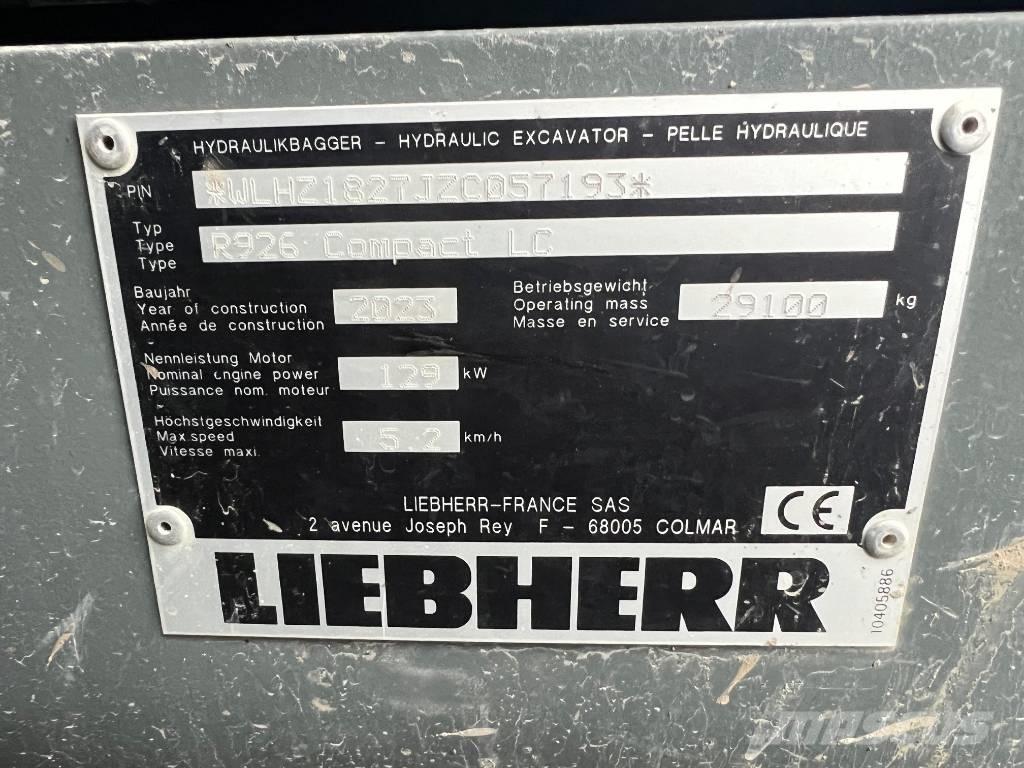 HYDRAULIKBAGGER - HYDRAULIC EXCAVATOR - PELLE HYDRAULIQUE
PIN *WLHZ1827JZC057193*
Typ
Type
Type
R926 Compact LC
Baujahr
Year of construction
Année de construction
2023
Betriebsgewicht
Operating mass
Masse en service
29100 kg
Nennleistung Motor
Nominal engine power
Puissance nom. moteur
129 kW
Höchstgeschwindigkeit
Max.speed
Vitesse maxi.
5.2 km/h
LIEBHERR-FRANCE SAS
2 avenue Joseph Rey F - 68005 COLMAR
CE
LIEBHERR
10405886
mascus